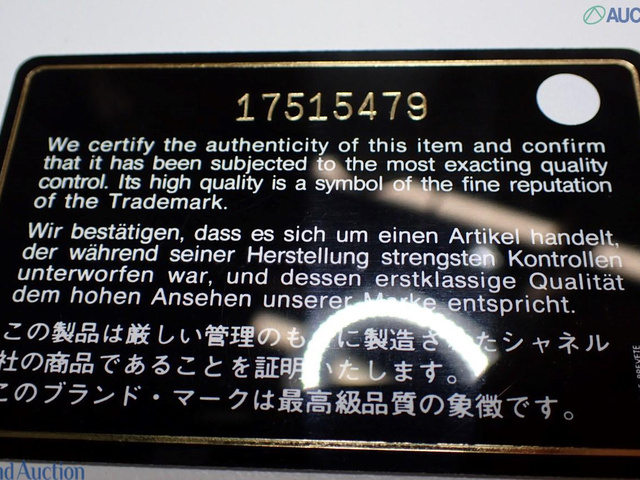 AUC
17515479
We certify the authenticity of this item and confirm
that it has been subjected to the most exacting quality
control. Its high quality is a symbol of the fine reputation
of the Trademark.
Wir bestätigen, dass es sich um einen Artikel handelt,
der während seiner Herstellung strengsten Kontrollen
unterworfen war, und dessen erstklassige Qualität
dem hohen Ansehen unserer Marke entspricht.
この製品は厳しい管理のもとに製造されたシャネル
社の商品であることを証明いたします。
このブランド・マークは最高級品質の象徴です。
BREVETE
nd Auction